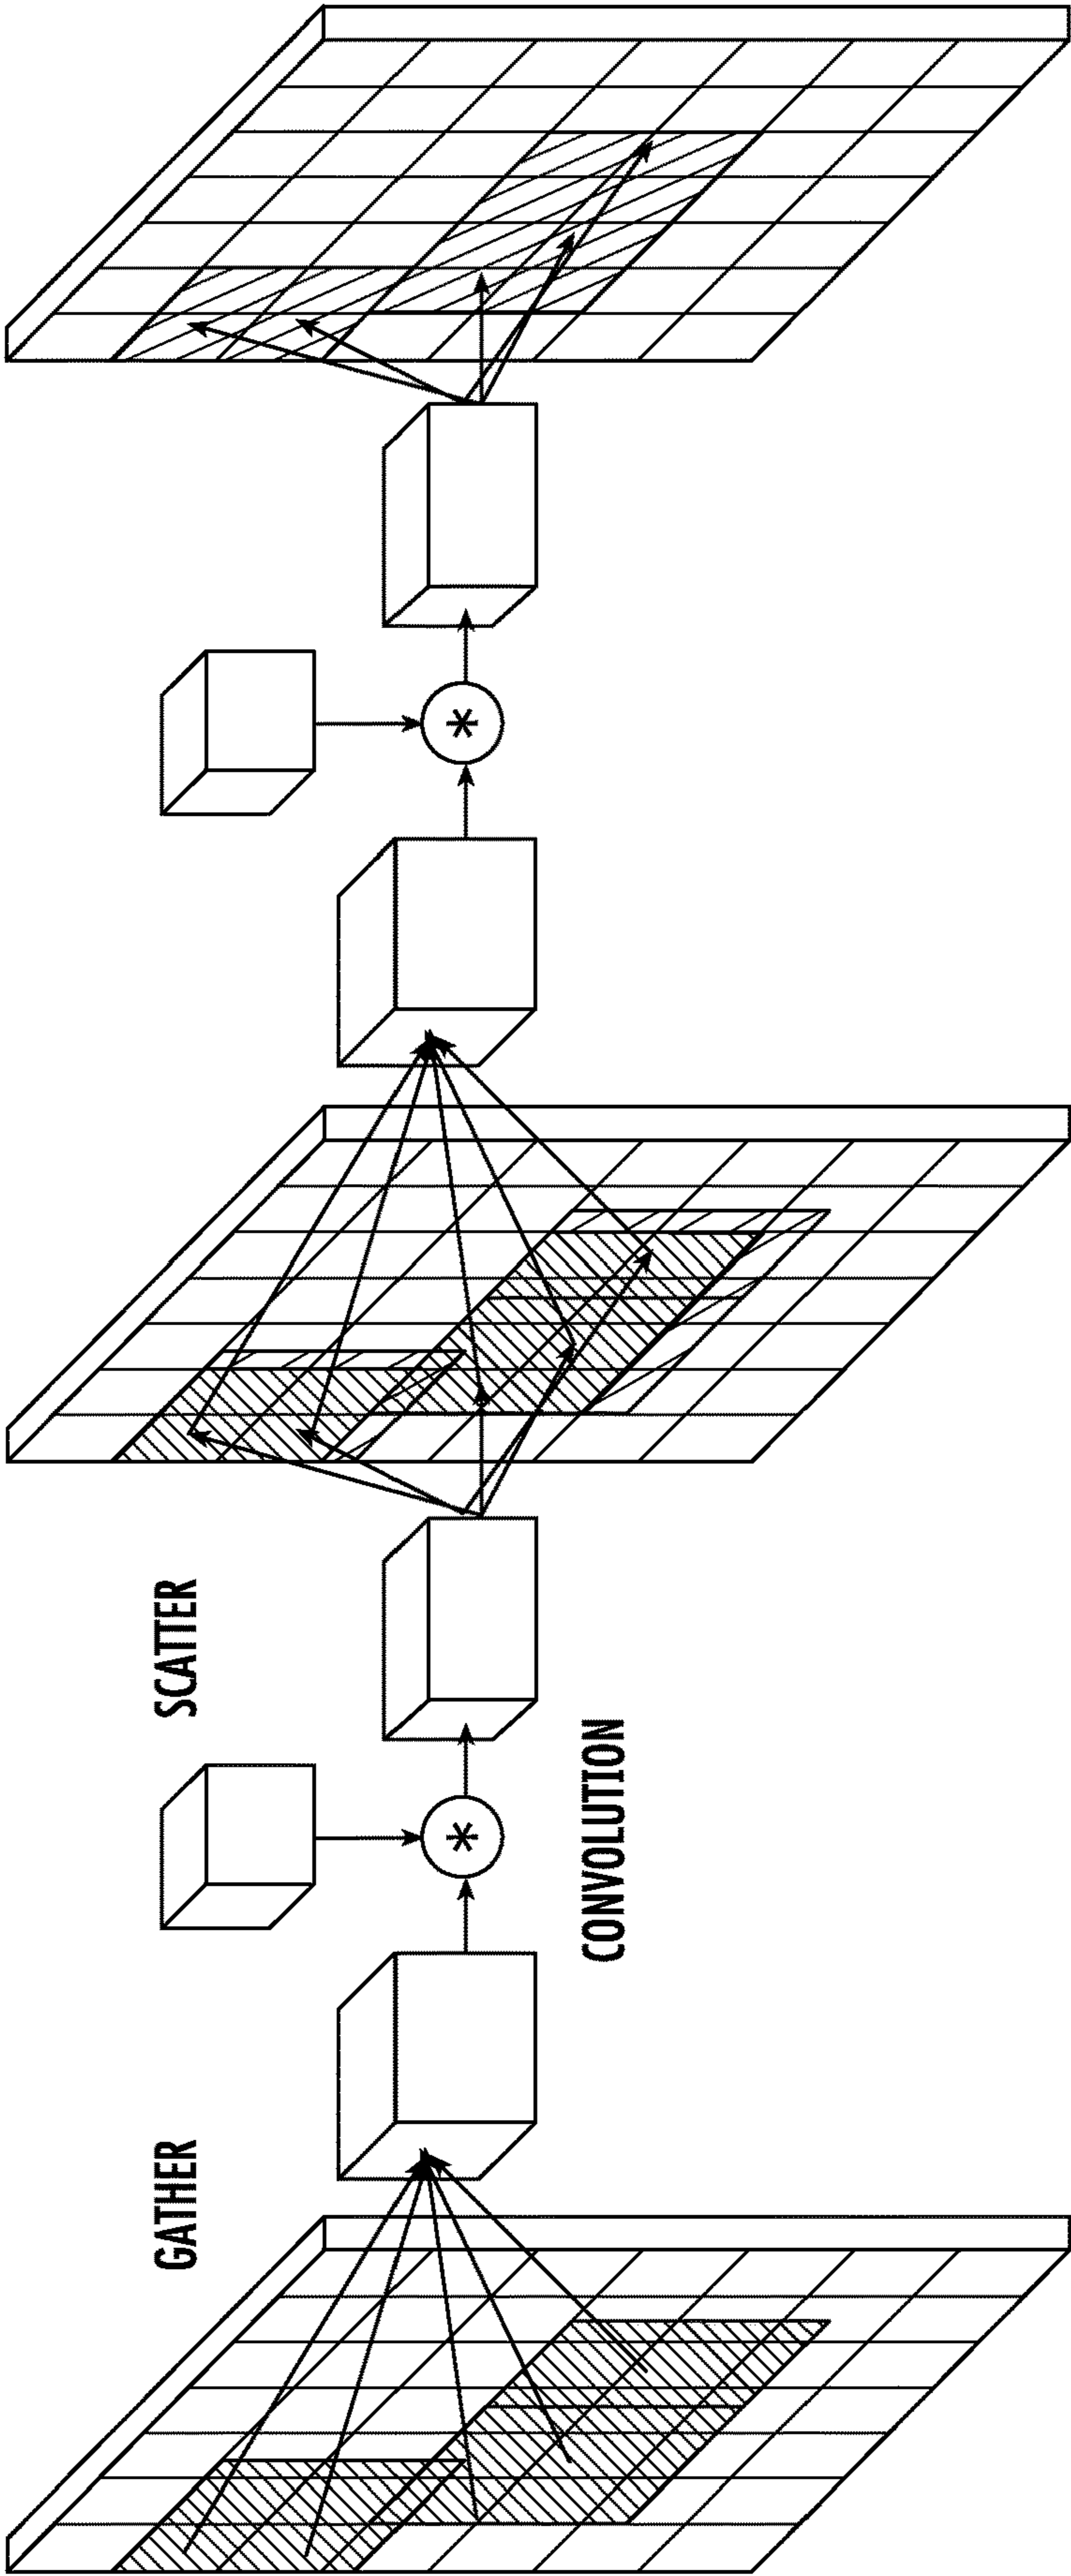 GATHER
SCATTER
*
CONVOLUTION
*